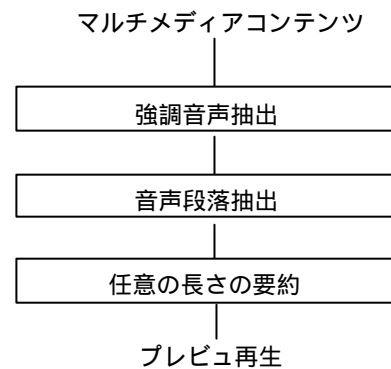 マルチメディアコンテンツ
強調音声抽出
音声段落抽出
任意の長さの要約
プレビュ再生